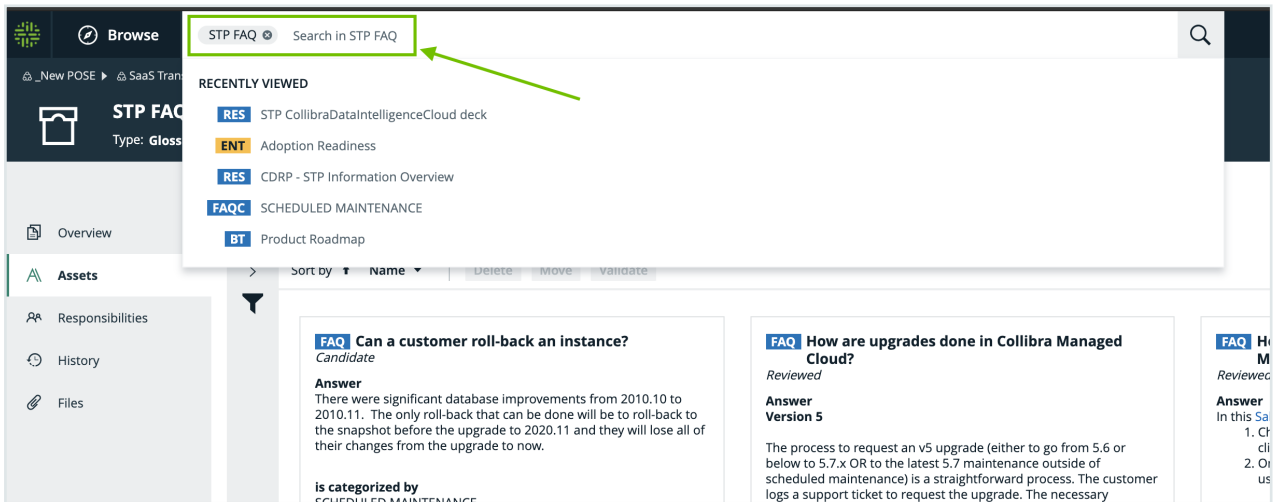 Browse
STP FAQ
Search in STP FAQ
_New POSE
SaaS Tran
STP FAQ
Type: Gloss
RECENTLY VIEWED
RES STP CollibraDataIntelligenceCloud deck
ENT Adoption Readiness
RES CDRP - STP Information Overview
FAQC SCHEDULED MAINTENANCE
BT Product Roadmap
Overview
Assets
Responsibilities
History
Files
Sort by Name Delete Move Validate
FAQ Can a customer roll-back an instance?
Candidate
Answer
There were significant database improvements from 2010.10 to
2010.11. The only roll-back that can be done will be to roll-back to
the snapshot before the upgrade to 2020.11 and they will lose all of
their changes from the upgrade to now.
is categorized by
SCHEDULED MAINTENANCE
FAQ How are upgrades done in Collibra Managed
Cloud?
Reviewed
Answer
Version 5
The process to request an v5 upgrade (either to go from 5.6 or
below to 5.7.x OR to the latest 5.7 maintenance outside of
scheduled maintenance) is a straightforward process. The customer
logs a support ticket to request the upgrade. The necessary
FAQ
Reviewed
Answer
In this
1.
2.